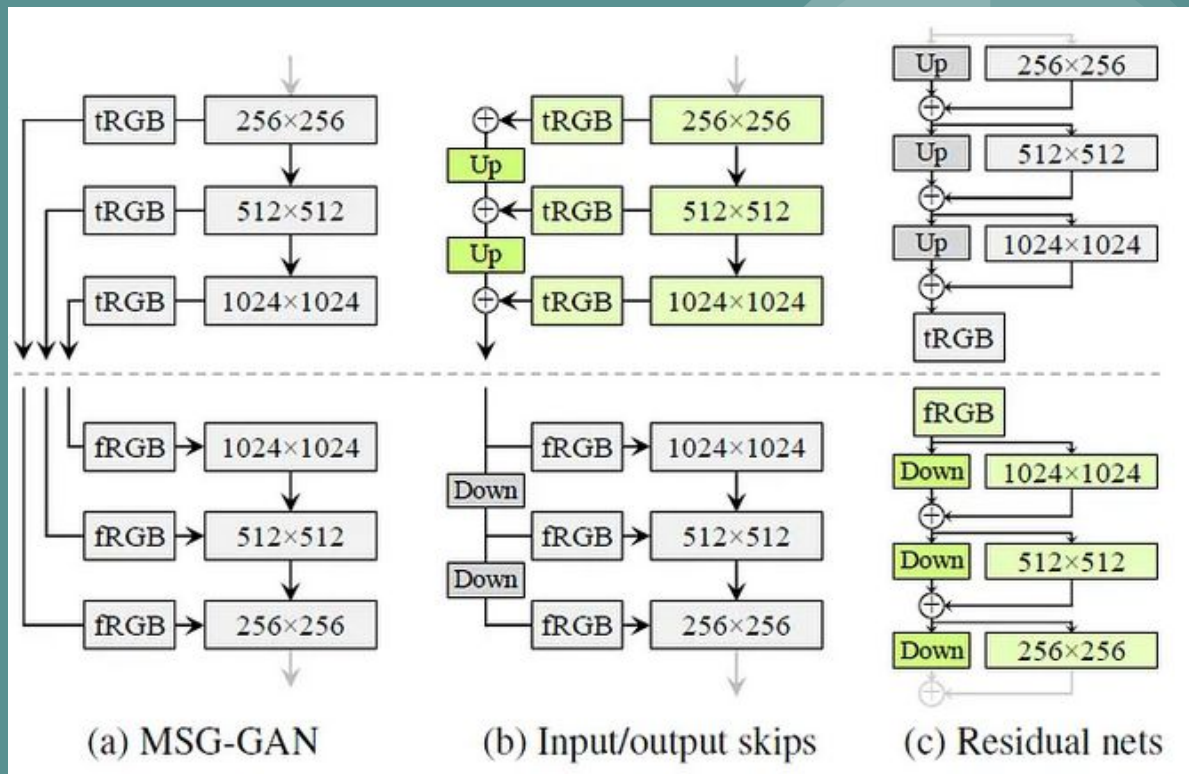 tRGB 256×256
tRGB 512×512
tRGB 1024×1024
fRGB 1024×1024
fRGB 512×512
fRGB 256×256
(a) MSG-GAN
tRGB 256×256
Up
tRGB 512×512
Up
tRGB 1024×1024
fRGB 1024×1024
Down
fRGB 512×512
Down
fRGB 256×256
(b) Input/output skips
Up 256×256
Up 512×512
Up 1024×1024
tRGB
fRGB
Down 1024×1024
Down 512×512
Down 256×256
(c) Residual nets